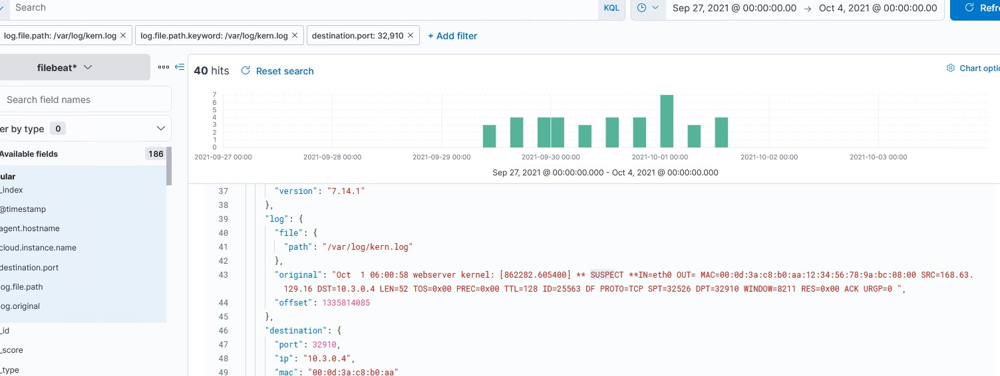 Search KQL Sep 27, 2021 @ 00:00:00.00 → Oct 4, 2021 @ 00:00:00.00 Refr
log.file.path: /var/log/kern.log × log.file.path.keyword: /var/log/kern.log × destination.port: 32,910 × + Add filter
filebeat*
40 hits Reset search Chart optio
Search field names
er by type 0
Available fields 186
ular
_index
@timestamp
agent.hostname
cloud.instance.name
destination.port
og.file.path
og.original
_id
_score
_type
7
6
5
4
3
2
1
0
2021-09-27 00:00 2021-09-28 00:00 2021-09-29 00:00 2021-09-30 00:00 2021-10-01 00:00 2021-10-02 00:00 2021-10-03 00:00
Sep 27, 2021 @ 00:00:00.000 - Oct 4, 2021 @ 00:00:00.000
37 "version": "7.14.1"
38 },
39 "log": {
40 "file": {
41 "path": "/var/log/kern.log"
42 },
43 "original": "Oct  1 06:00:58 webserver kernel: [862282.605400] ** SUSPECT **IN=eth0 OUT= MAC=00:0d:3a:c8:b0:aa:12:34:56:78:9a:bc:08:00 SRC=168.63.
129.16 DST=10.3.0.4 LEN=52 TOS=0x00 PREC=0x00 TTL=128 ID=25563 DF PROTO=TCP SPT=32526 DPT=32910 WINDOW=8211 RES=0x00 ACK URGP=0 ",
44 "offset": 1335814085
45 },
46 "destination": {
47 "port": 32910,
48 "ip": "10.3.0.4",
49 "mac": "00:0d:3a:c8:b0:aa"